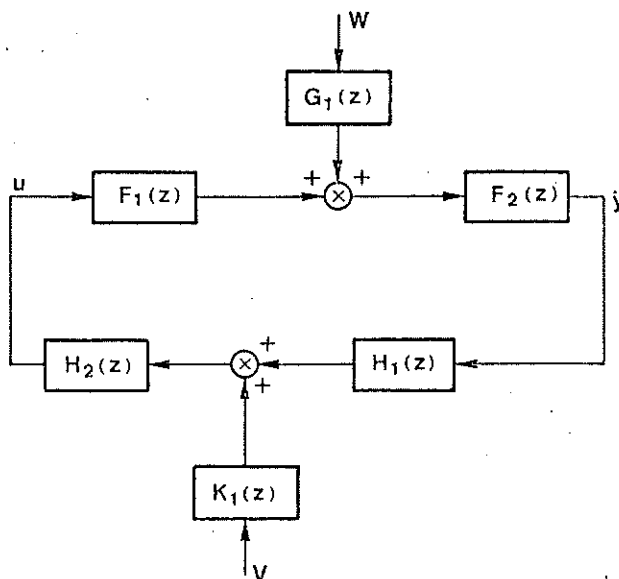 W
G₁(z)
u
F₁(z)
+ +
F₂(z)
j
H₂(z)
+
+
H₁(z)
K₁(z)
V